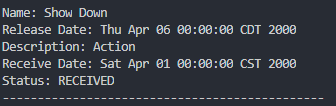 Name: Show Down
Release Date: Thu Apr 06 00:00:00 CDT 2000
Description: Action
Receive Date: Sat Apr 01 00:00:00 CST 2000
Status: RECEIVED
----------------------------------------------